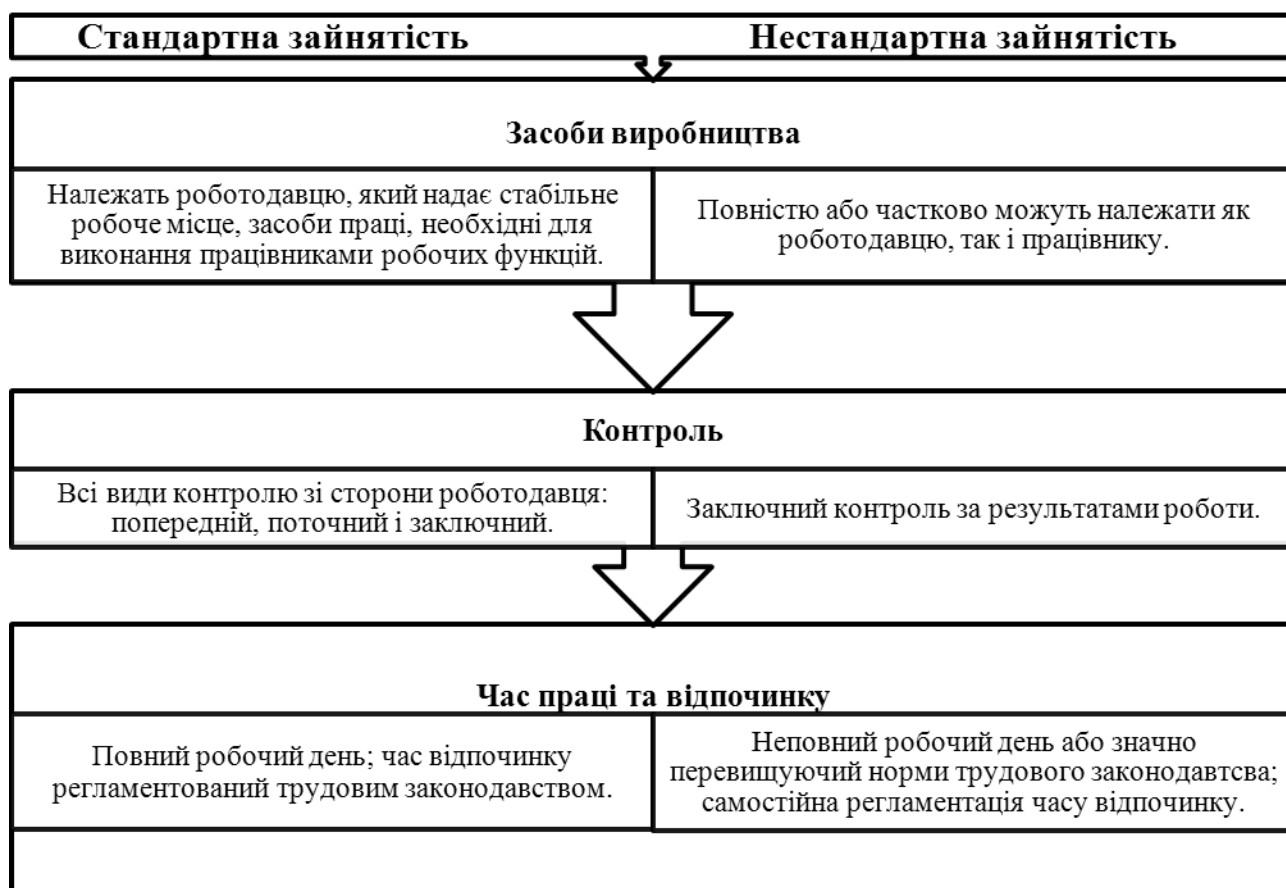 Стандартна зайнятість Нестандартна зайнятість
Засоби виробництва
Належать роботодавцю, який надає стабільне
робоче місце, засоби праці, необхідні для
виконання працівниками робочих функцій.
Повністю або частково можуть належати як
роботодавцю, так і працівнику.
Контроль
Всі види контролю зі сторони роботодавця:
попередній, поточний і заключний.
Заключний контроль за результатами роботи.
Час праці та відпочинку
Повний робочий день; час відпочинку
регламентований трудовим законодавством.
Неповний робочий день або значно
перевищуючий норми трудового законодавтсва;
самостійна регламентація часу відпочинку.